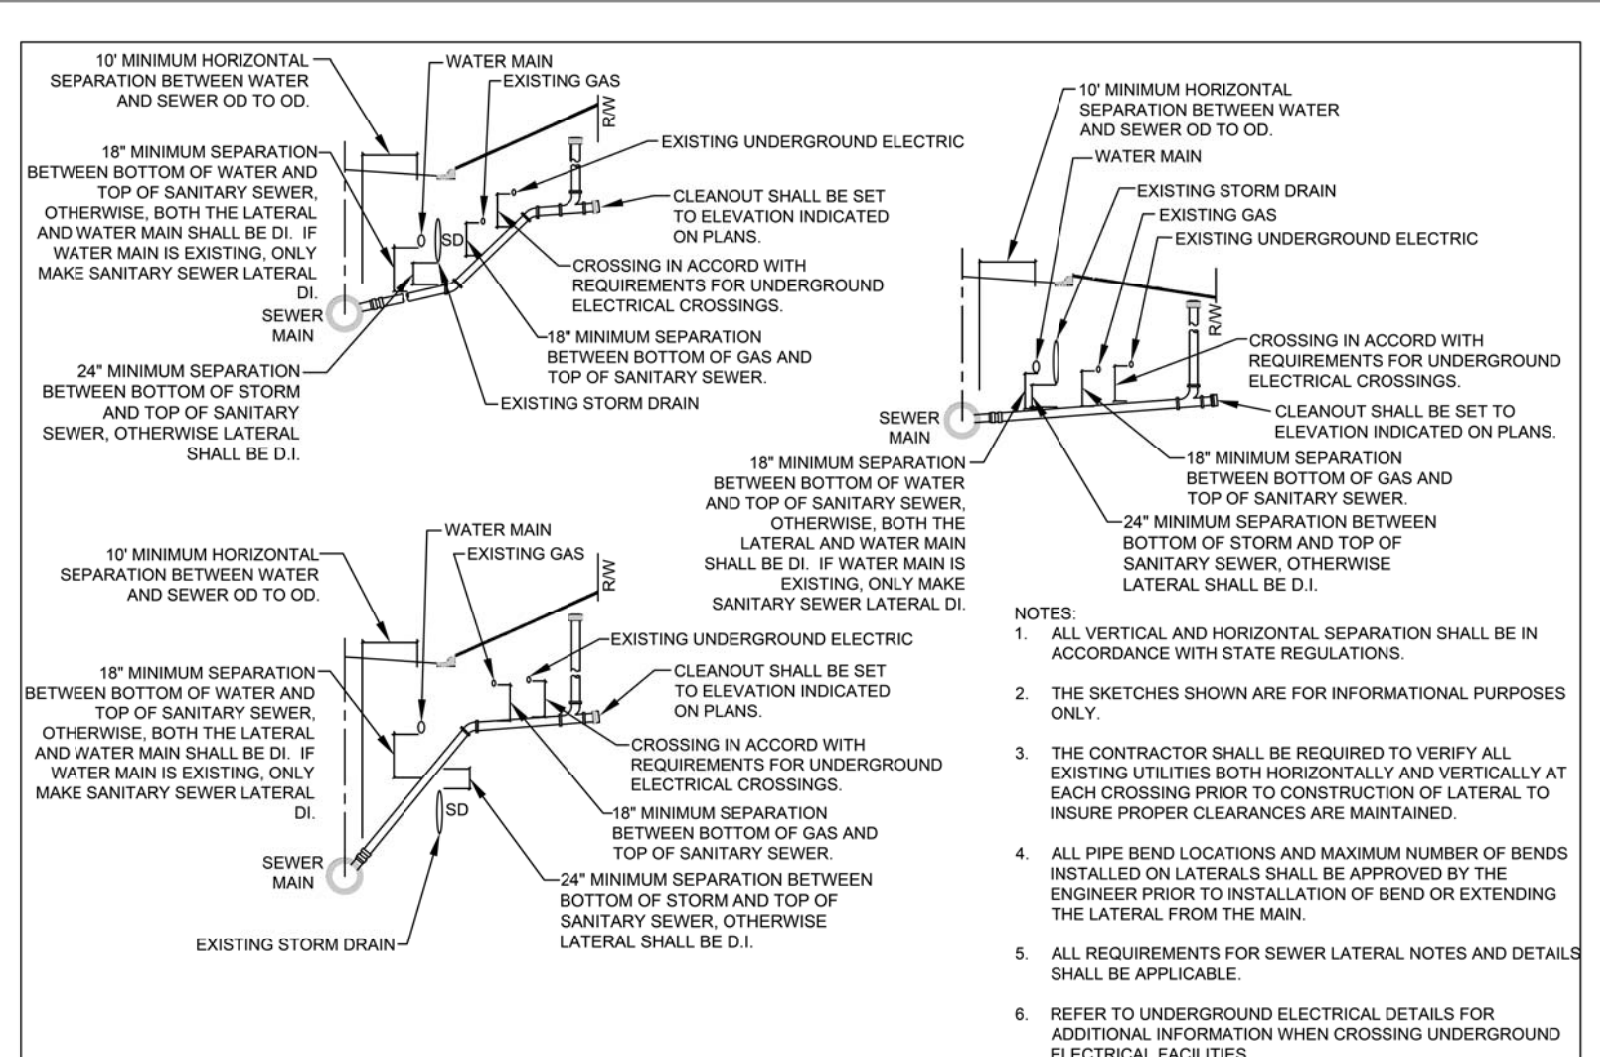 10' MINIMUM HORIZONTAL
SEPARATION BETWEEN WATER
AND SEWER OD TO OD.
WATER MAIN
EXISTING GAS
R/W
EXISTING UNDERGROUND ELECTRIC
18" MINIMUM SEPARATION
BETWEEN BOTTOM OF WATER AND
TOP OF SANITARY SEWER,
OTHERWISE, BOTH THE LATERAL
AND WATER MAIN SHALL BE DI. IF
WATER MAIN IS EXISTING, ONLY
MAKE SANITARY SEWER LATERAL
DI.
CLEANOUT SHALL BE SET
TO ELEVATION INDICATED
ON PLANS.
SD
CROSSING IN ACCORD WITH
REQUIREMENTS FOR UNDERGROUND
ELECTRICAL CROSSINGS.
SEWER
MAIN
18" MINIMUM SEPARATION
BETWEEN BOTTOM OF GAS AND
TOP OF SANITARY SEWER.
24" MINIMUM SEPARATION
BETWEEN BOTTOM OF STORM
AND TOP OF SANITARY
SEWER, OTHERWISE LATERAL
SHALL BE D.I.
EXISTING STORM DRAIN
10' MINIMUM HORIZONTAL
SEPARATION BETWEEN WATER
AND SEWER OD TO OD.
WATER MAIN
EXISTING STORM DRAIN
EXISTING GAS
EXISTING UNDERGROUND ELECTRIC
R/W
CROSSING IN ACCORD WITH
REQUIREMENTS FOR UNDERGROUND
ELECTRICAL CROSSINGS.
SEWER
MAIN
CLEANOUT SHALL BE SET TO
ELEVATION INDICATED ON PLANS.
18" MINIMUM SEPARATION
BETWEEN BOTTOM OF WATER
AND TOP OF SANITARY SEWER,
OTHERWISE, BOTH THE
LATERAL AND WATER MAIN
SHALL BE DI. IF WATER MAIN IS
EXISTING, ONLY MAKE
SANITARY SEWER LATERAL DI.
18" MINIMUM SEPARATION
BETWEEN BOTTOM OF GAS AND
TOP OF SANITARY SEWER.
24" MINIMUM SEPARATION BETWEEN
BOTTOM OF STORM AND TOP OF
SANITARY SEWER, OTHERWISE
LATERAL SHALL BE D.I.
10' MINIMUM HORIZONTAL
SEPARATION BETWEEN WATER
AND SEWER OD TO OD.
WATER MAIN
EXISTING GAS
R/W
EXISTING UNDERGROUND ELECTRIC
18" MINIMUM SEPARATION
BETWEEN BOTTOM OF WATER AND
TOP OF SANITARY SEWER,
OTHERWISE, BOTH THE LATERAL
AND WATER MAIN SHALL BE DI. IF
WATER MAIN IS EXISTING, ONLY
MAKE SANITARY SEWER LATERAL
DI.
CLEANOUT SHALL BE SET
TO ELEVATION INDICATED
ON PLANS.
CROSSING IN ACCORD WITH
REQUIREMENTS FOR UNDERGROUND
ELECTRICAL CROSSINGS.
SD
18" MINIMUM SEPARATION
BETWEEN BOTTOM OF GAS AND
TOP OF SANITARY SEWER.
SEWER
MAIN
24" MINIMUM SEPARATION BETWEEN
BOTTOM OF STORM AND TOP OF
SANITARY SEWER, OTHERWISE
LATERAL SHALL BE D.I.
EXISTING STORM DRAIN
NOTES:
1. ALL VERTICAL AND HORIZONTAL SEPARATION SHALL BE IN
ACCORDANCE WITH STATE REGULATIONS.
2. THE SKETCHES SHOWN ARE FOR INFORMATIONAL PURPOSES
ONLY.
3. THE CONTRACTOR SHALL BE REQUIRED TO VERIFY ALL
EXISTING UTILITIES BOTH HORIZONTALLY AND VERTICALLY AT
EACH CROSSING PRIOR TO CONSTRUCTION OF LATERAL TO
INSURE PROPER CLEARANCES ARE MAINTAINED.
4. ALL PIPE BEND LOCATIONS AND MAXIMUM NUMBER OF BENDS
INSTALLED ON LATERALS SHALL BE APPROVED BY THE
ENGINEER PRIOR TO INSTALLATION OF BEND OR EXTENDING
THE LATERAL FROM THE MAIN.
5. ALL REQUIREMENTS FOR SEWER LATERAL NOTES AND DETAILS
SHALL BE APPLICABLE.
6. REFER TO UNDERGROUND ELECTRICAL DETAILS FOR
ADDITIONAL INFORMATION WHEN CROSSING UNDERGROUND
ELECTRICAL FACILITIES.